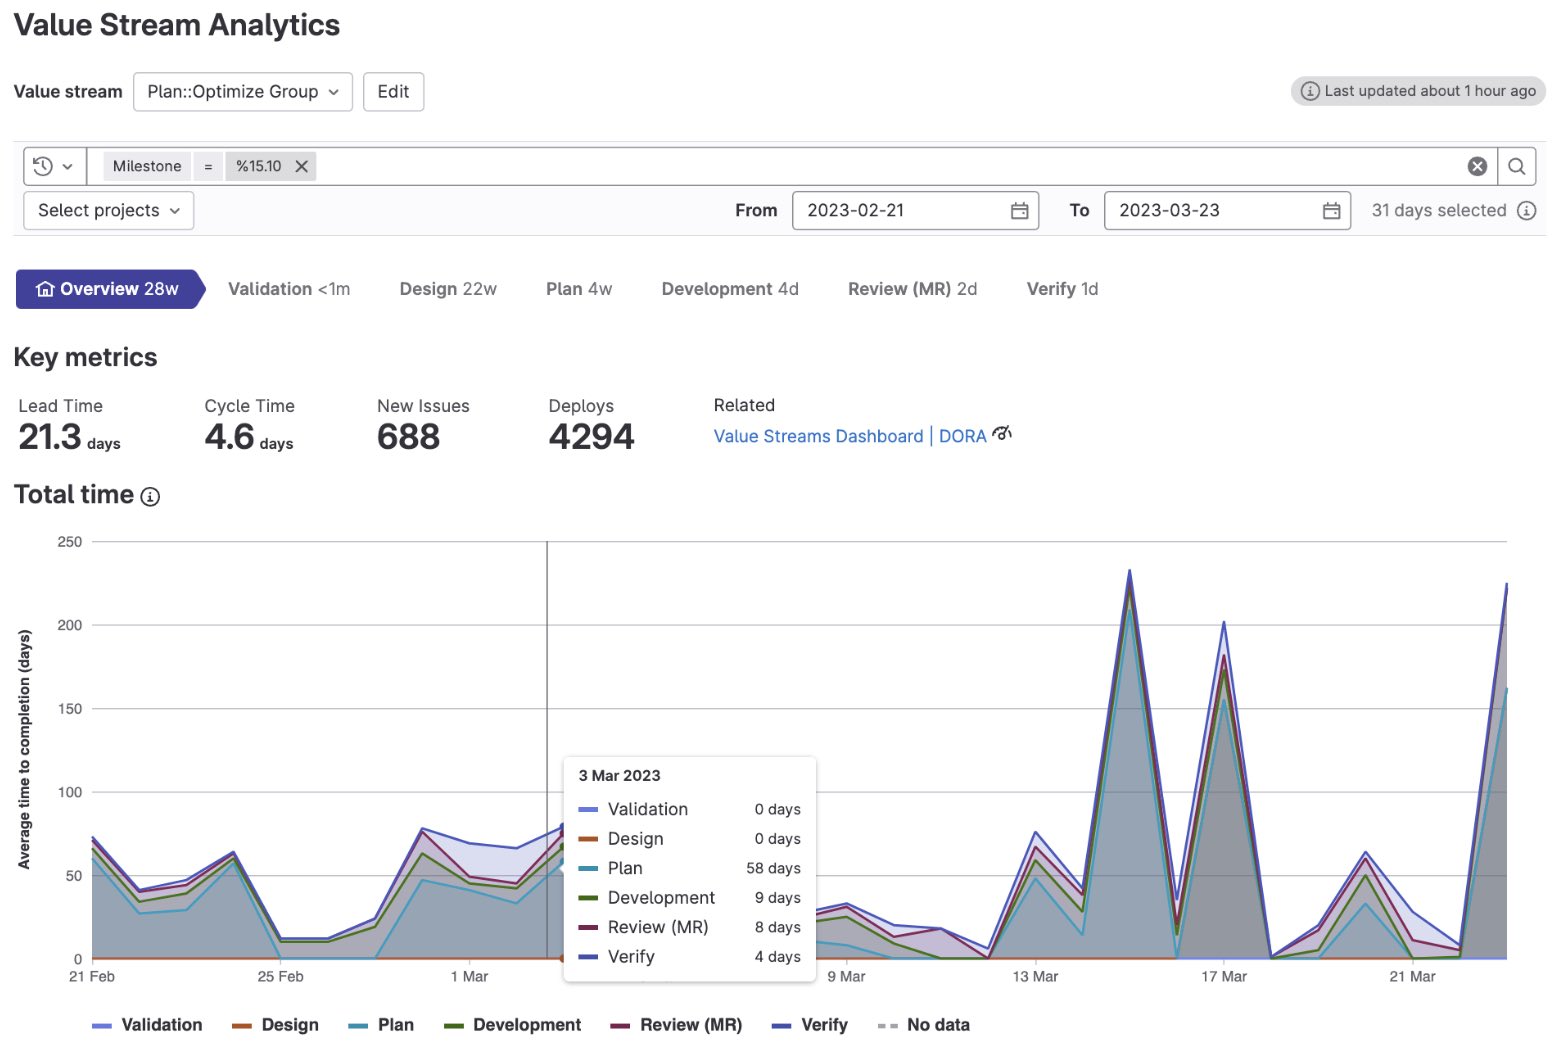 Value Stream Analytics
Value stream Plan::Optimize Group Edit Last updated about 1 hour ago
Milestone = %15.10
Select projects From 2023-02-21 To 2023-03-23 31 days selected
Overview 28w Validation <1m Design 22w Plan 4w Development 4d Review (MR) 2d Verify 1d
Key metrics
Lead Time Cycle Time New Issues Deploys Related
21.3 days 4.6 days 688 4294 Value Streams Dashboard | DORA
Total time
Average time to completion (days)
250
200
150
100
50
0
3 Mar 2023
Validation 0 days
Design 0 days
Plan 58 days
Development 9 days
Review (MR) 8 days
Verify 4 days
21 Feb 25 Feb 1 Mar 9 Mar 13 Mar 17 Mar 21 Mar
Validation Design Plan Development Review (MR) Verify No data